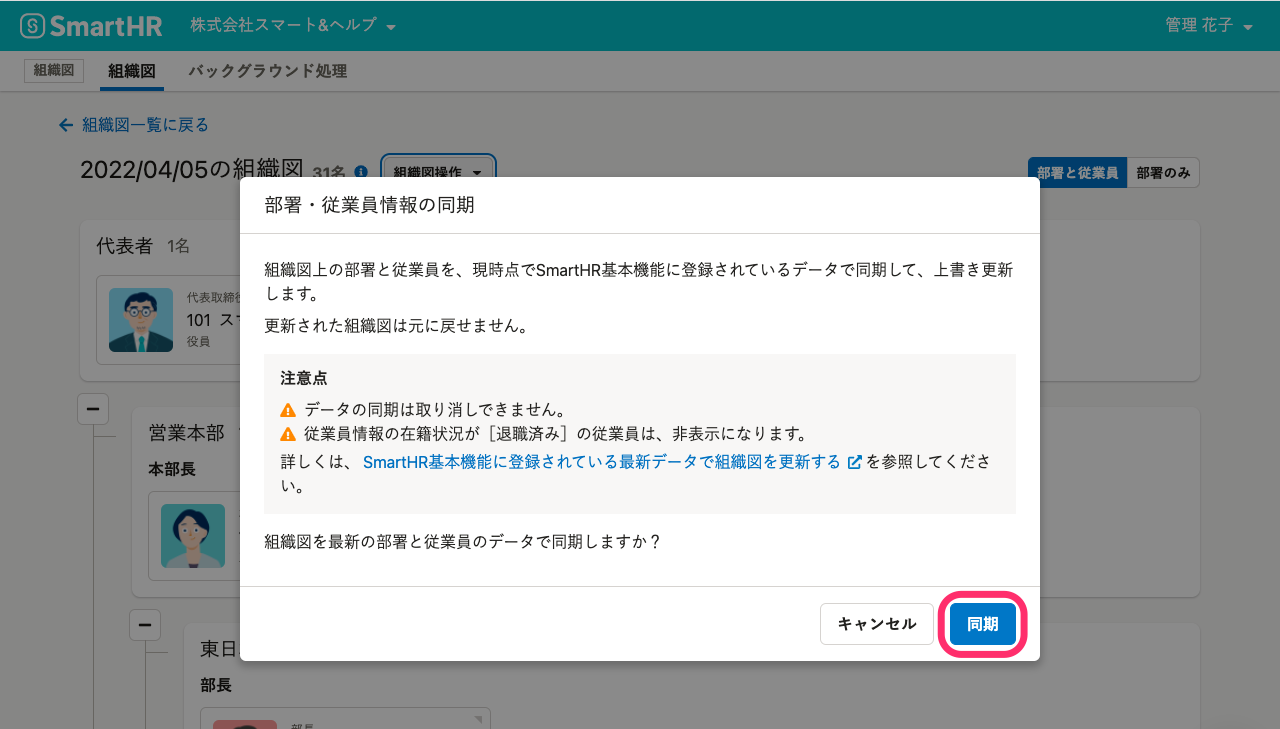 SmartHR 株式会社スマート&ヘルプ 管理 花子
組織図 組織図 バックグラウンド処理
組織図一覧に戻る
2022/04/05の組織図 31名 組織図操作 部署と従業員 部署のみ
部署・従業員情報の同期
代表者 1名
代表取締役
101 スマ
役員
組織図上の部署と従業員を、現時点でSmartHR基本機能に登録されているデータで同期して、上書き更新
します。
更新された組織図は元に戻せません。
注意点
データの同期は取り消しできません。
従業員情報の在籍状況が［退職済み］の従業員は、非表示になります。
詳しくは、 SmartHR基本機能に登録されている最新データで組織図を更新する を参照してくださ
い。
組織図を最新の部署と従業員のデータで同期しますか？
キャンセル 同期
営業本部
本部長
東日
部長
部長